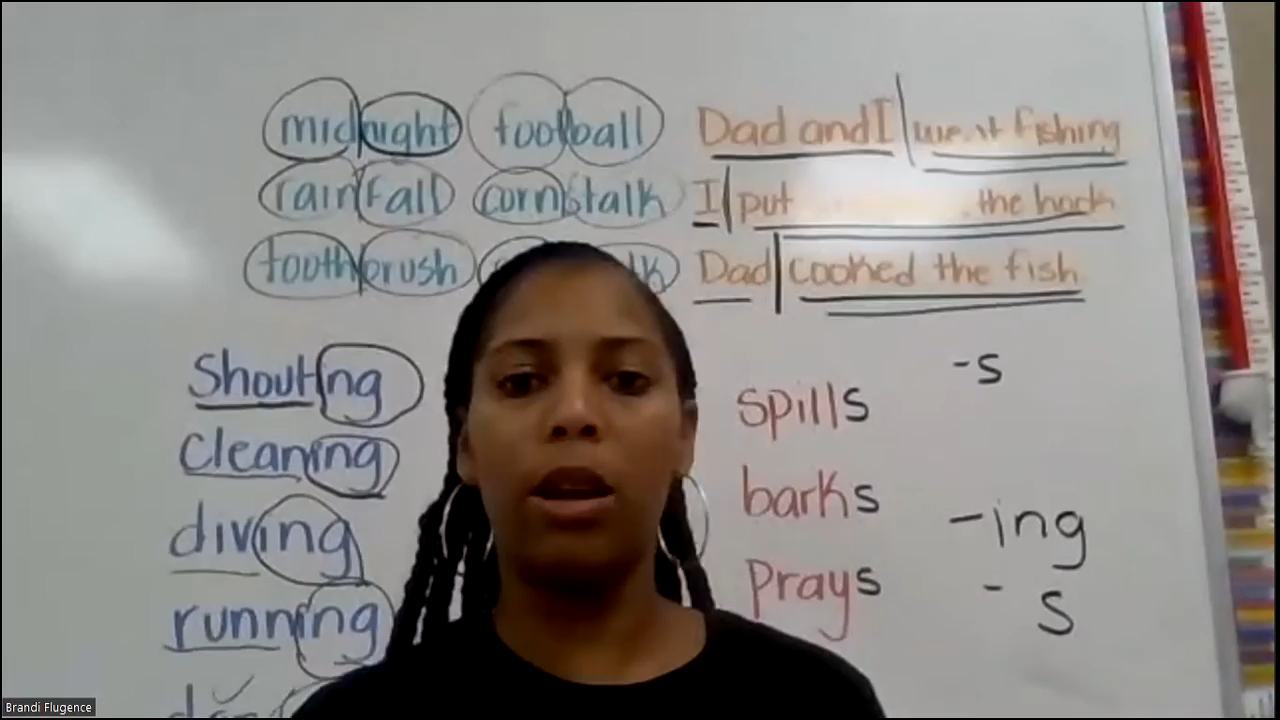 midnight football Dad and I went fishing
rainfall cornstalk I put the hook
toothbrush Dad cooked the fish
Shouting
cleaning
diving
running
spills -s
barks
-ing
prays - s
Brandi Flugence